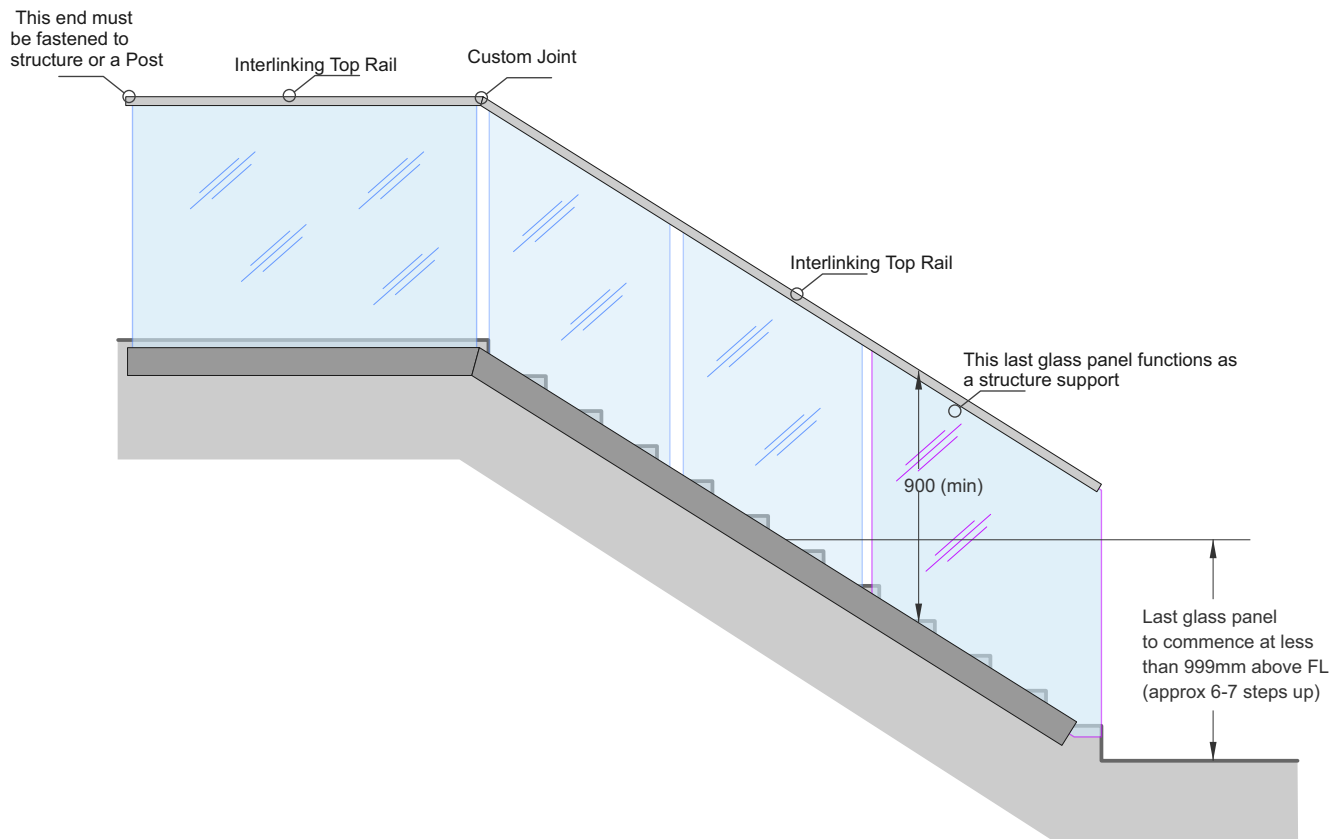 This end must
be fastened to
structure or a Post
Interlinking Top Rail
Custom Joint
Interlinking Top Rail
This last glass panel functions as
a structure support
900 (min)
Last glass panel
to commence at less
than 999mm above FL
(approx 6-7 steps up)